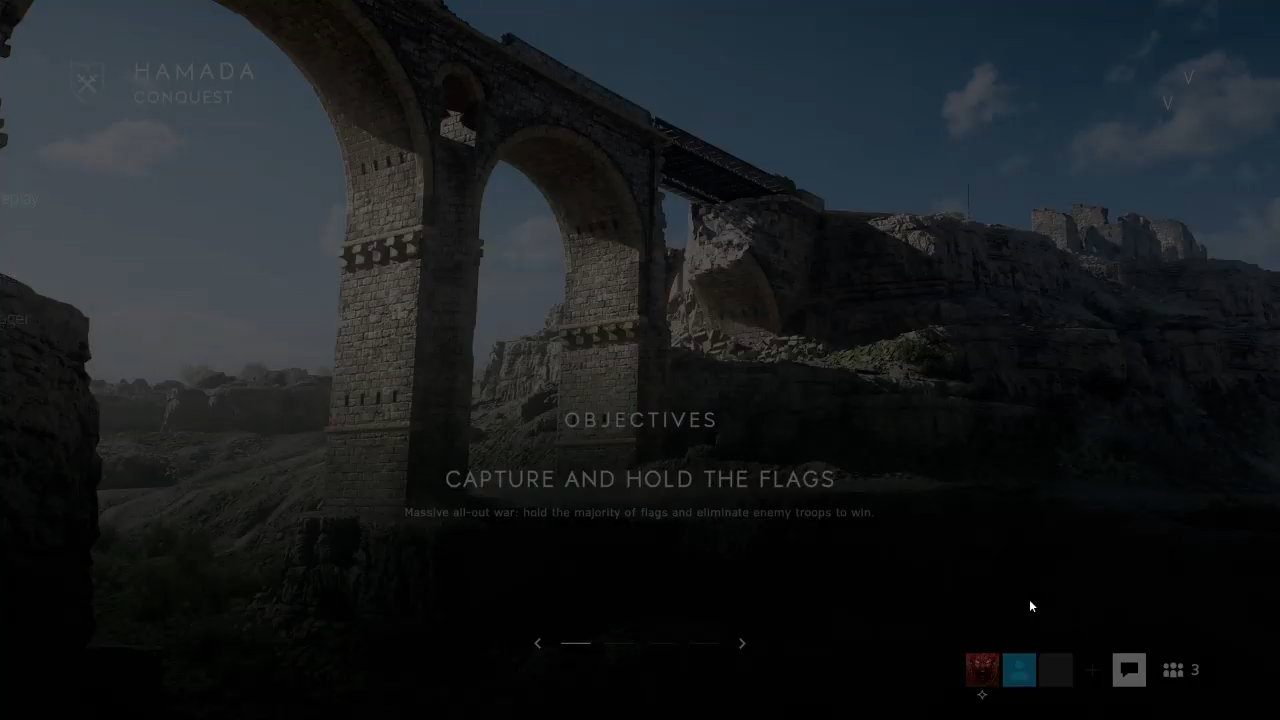 HAMADA
CONQUEST
eplay
OBJECTIVES
CAPTURE AND HOLD THE FLAGS
Massive all-out war: hold the majority of flags and eliminate enemy troops to win.
3